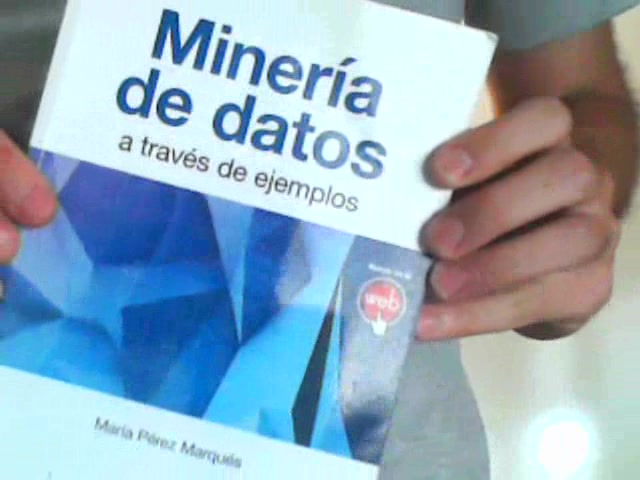 Minería
de datos
a través de ejemplos
web
María Pérez Marqués